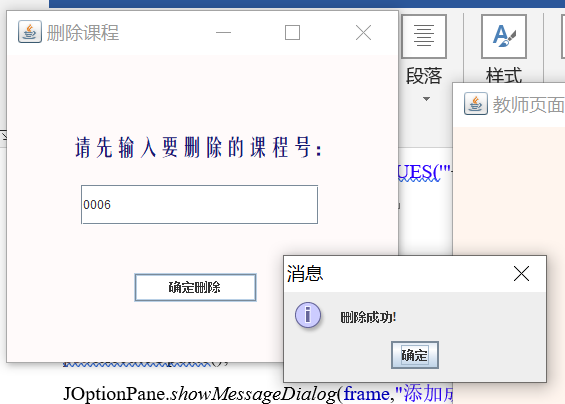 删除课程
段落
样式
教师页面
请先输入要删除的课程号:
UES('"
0006
消息
确定删除
删除成功!
确定
JOptionPane.showMessageDialog(frame,"添加成